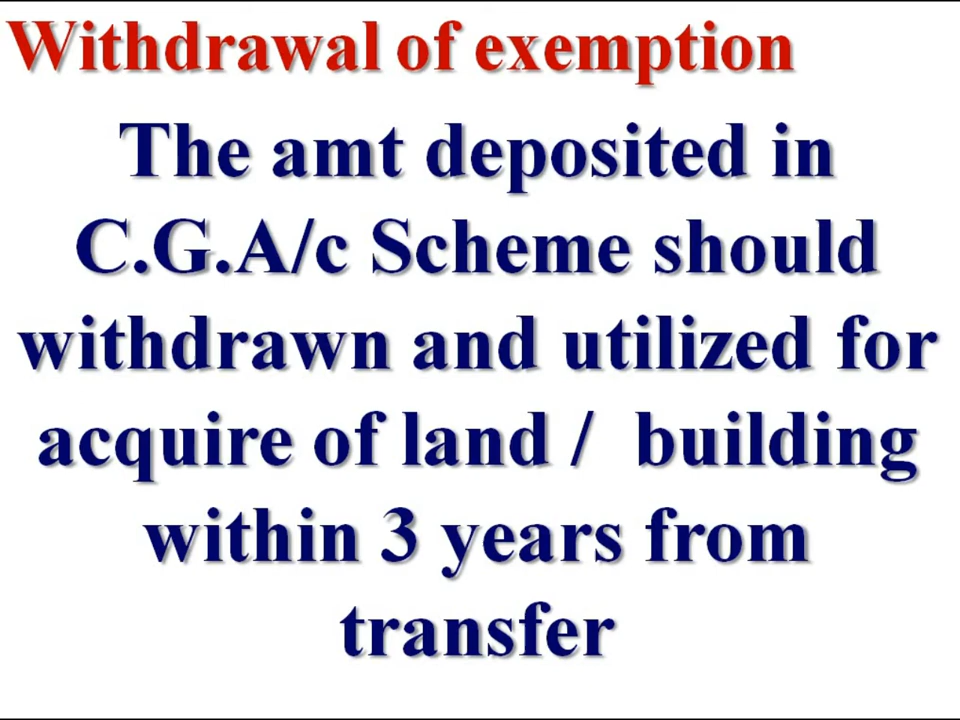 Withdrawal of exemption
The amt deposited in
C.G.A/c Scheme should
withdrawn and utilized for
acquire of land / building
within 3 years from
transfer